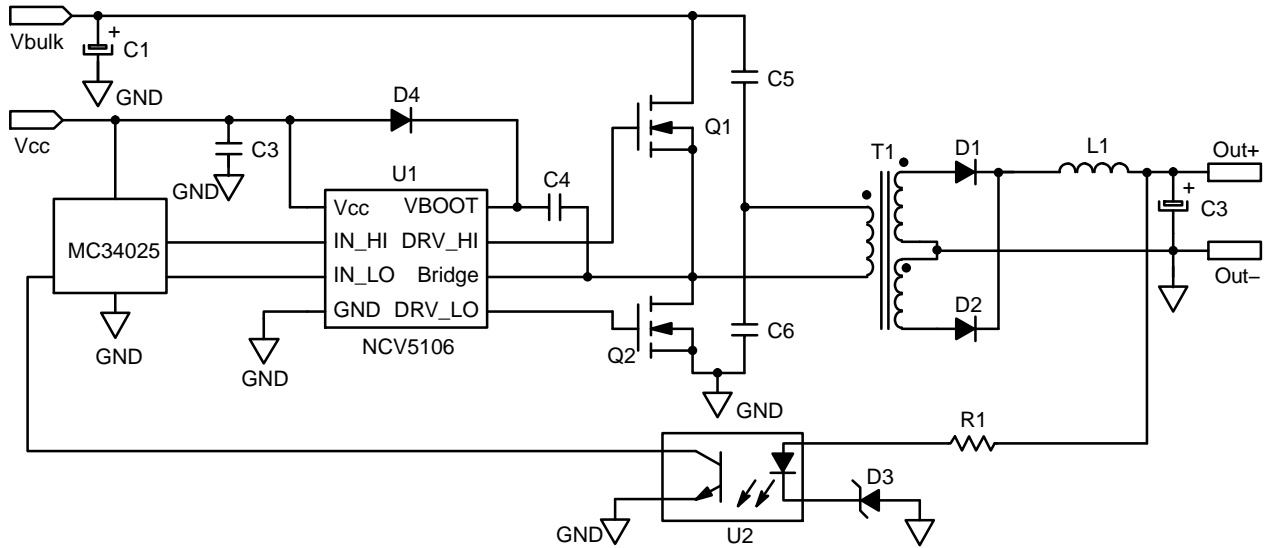 Vbulk
+
C1
GND
C5
D4
Vcc
C3
Q1
T1
D1
L1
Out+
GND
U1
C4
Vcc VBOOT
+
C3
MC34025
IN_HI DRV_HI
IN_LO Bridge
Out–
GND DRV_LO
D2
C6
GND
NCV5106
Q2
GND
GND
R1
D3
GND
U2